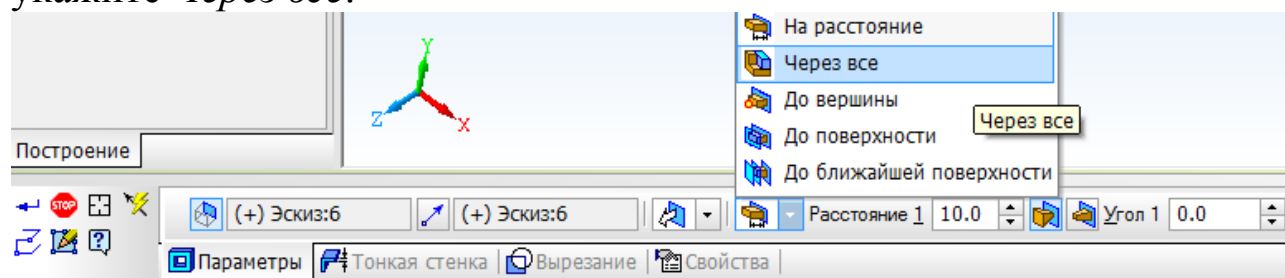 укажите Через все.
На расстояние
Через все
До вершины
До поверхности
До ближайшей поверхности
Через все
Y
Z
X
Построение
STOP
(+) Эскиз:6
(+) Эскиз:6
Расстояние 1 10.0
Угол 1 0.0
Параметры
Тонкая стенка
Вырезание
Свойства